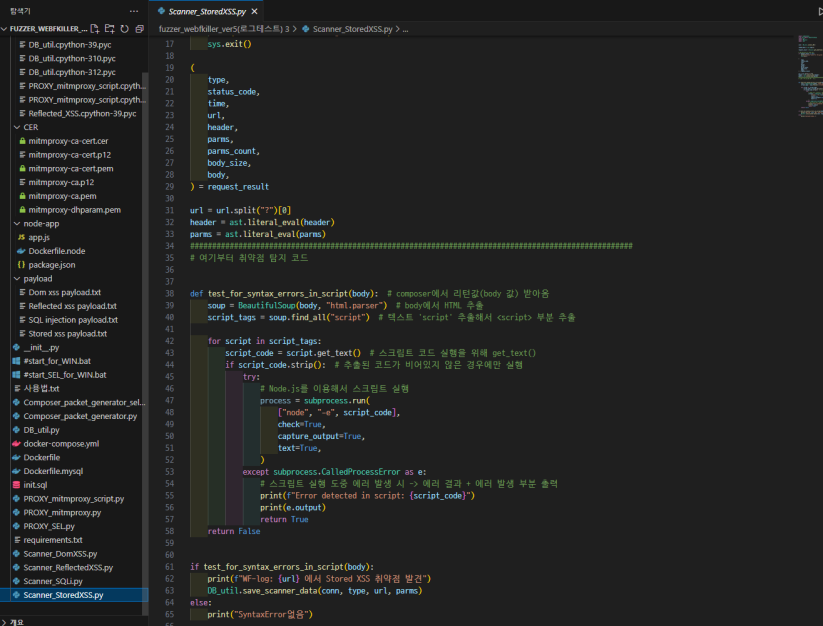 탐색기 ...
FUZZER_WEBFKILLER_...
DB_util.cpython-39.pyc
DB_util.cpython-310.pyc
DB_util.cpython-312.pyc
PROXY_mitmproxy_script.cpyth...
PROXY_mitmproxy_script.cpyth...
Reflected_XSS.cpython-39.pyc
CER
mitmproxy-ca-cert.cer
mitmproxy-ca-cert.p12
mitmproxy-ca-cert.pem
mitmproxy-ca.p12
mitmproxy-ca.pem
mitmproxy-dhparam.pem
node-app
JS app.js
Dockerfile.node
{} package.json
payload
Dom xss payload.txt
Reflected xss payload.txt
SQL injection payload.txt
Stored xss payload.txt
__init__.py
#start_for_WIN.bat
#start_SEL_for_WIN.bat
사용법.txt
Composer_packet_generator_sel...
Composer_packet_generator.py
DB_util.py
docker-compose.yml
Dockerfile
Dockerfile.mysql
init.sql
PROXY_mitmproxy_script.py
PROXY_mitmproxy.py
PROXY_SEL.py
requirements.txt
Scanner_DomXSS.py
Scanner_ReflectedXSS.py
Scanner_SQLi.py
Scanner_StoredXSS.py
개요
Scanner_StoredXSS.py ×
fuzzer_webfkiller_ver5(로그테스트) 3 > Scanner_StoredXSS.py > ...
17 sys.exit()
18
19 (
20 type,
21 status_code,
22 time,
23 url,
24 header,
25 parms,
26 parms_count,
27 body_size,
28 body,
29 ) = request_result
30
31 url = url.split("?")[0]
32 header = ast.literal_eval(header)
33 parms = ast.literal_eval(parms)
34 ####################################################################################################
35 # 여기부터 취약점 탐지 코드
36
37
38 def test_for_syntax_errors_in_script(body): # composer에서 리턴값(body 값) 받아옴
39 soup = BeautifulSoup(body, "html.parser") # body에서 HTML 추출
40 script_tags = soup.find_all("script") # 텍스트 'script' 추출해서 <script> 부분 추출
41
42 for script in script_tags:
43 script_code = script.get_text() # 스크립트 코드 실행을 위해 get_text()
44 if script_code.strip(): # 추출된 코드가 비어있지 않은 경우에만 실행
45 try:
46 # Node.js를 이용해서 스크립트 실행
47 process = subprocess.run(
48 ["node", "-e", script_code],
49 check=True,
50 capture_output=True,
51 text=True,
52 )
53 except subprocess.CalledProcessError as e:
54 # 스크립트 실행 도중 에러 발생 시 -> 에러 결과 + 에러 발생 부분 출력
55 print(f"Error detected in script: {script_code}")
56 print(e.output)
57 return True
58 return False
59
60
61 if test_for_syntax_errors_in_script(body):
62 print(f"WF-log: {url} 에서 Stored XSS 취약점 발견")
63 DB_util.save_scanner_data(conn, type, url, parms)
64 else:
65 print("SyntaxError없음")